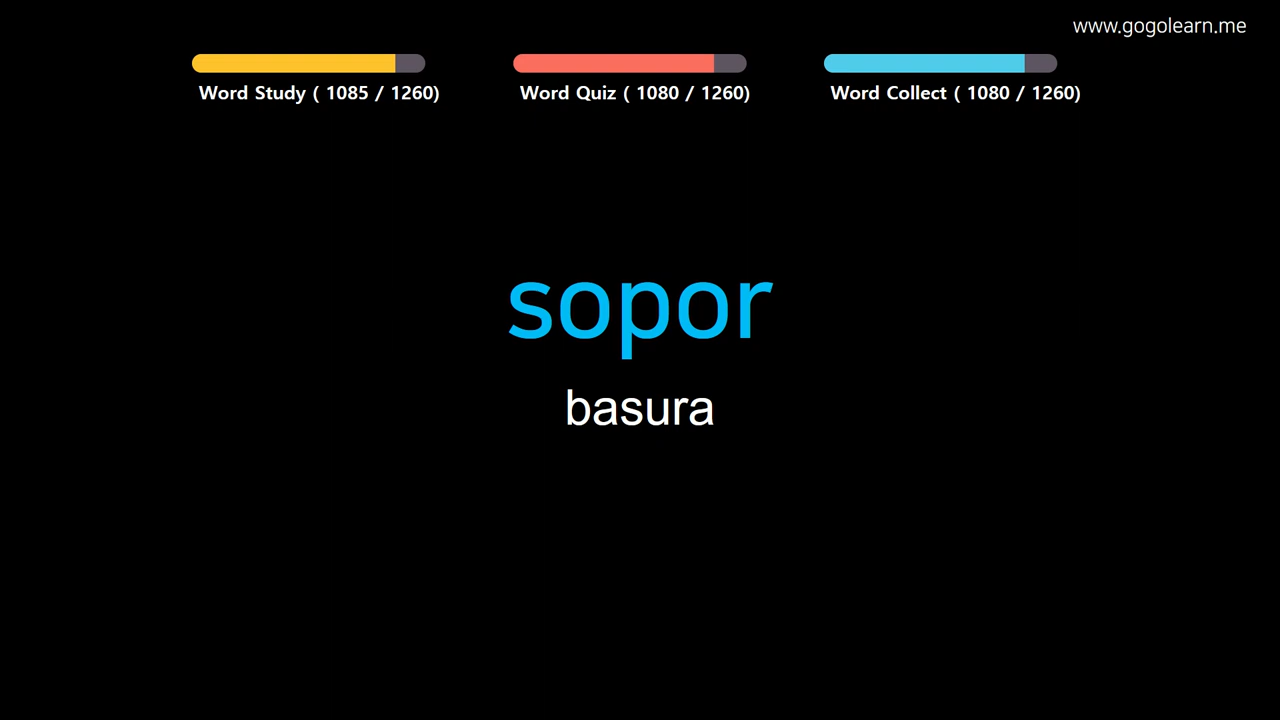 www.gogolearn.me
Word Study ( 1085 / 1260)
Word Quiz ( 1080 / 1260)
Word Collect ( 1080 / 1260)
sopor
basura